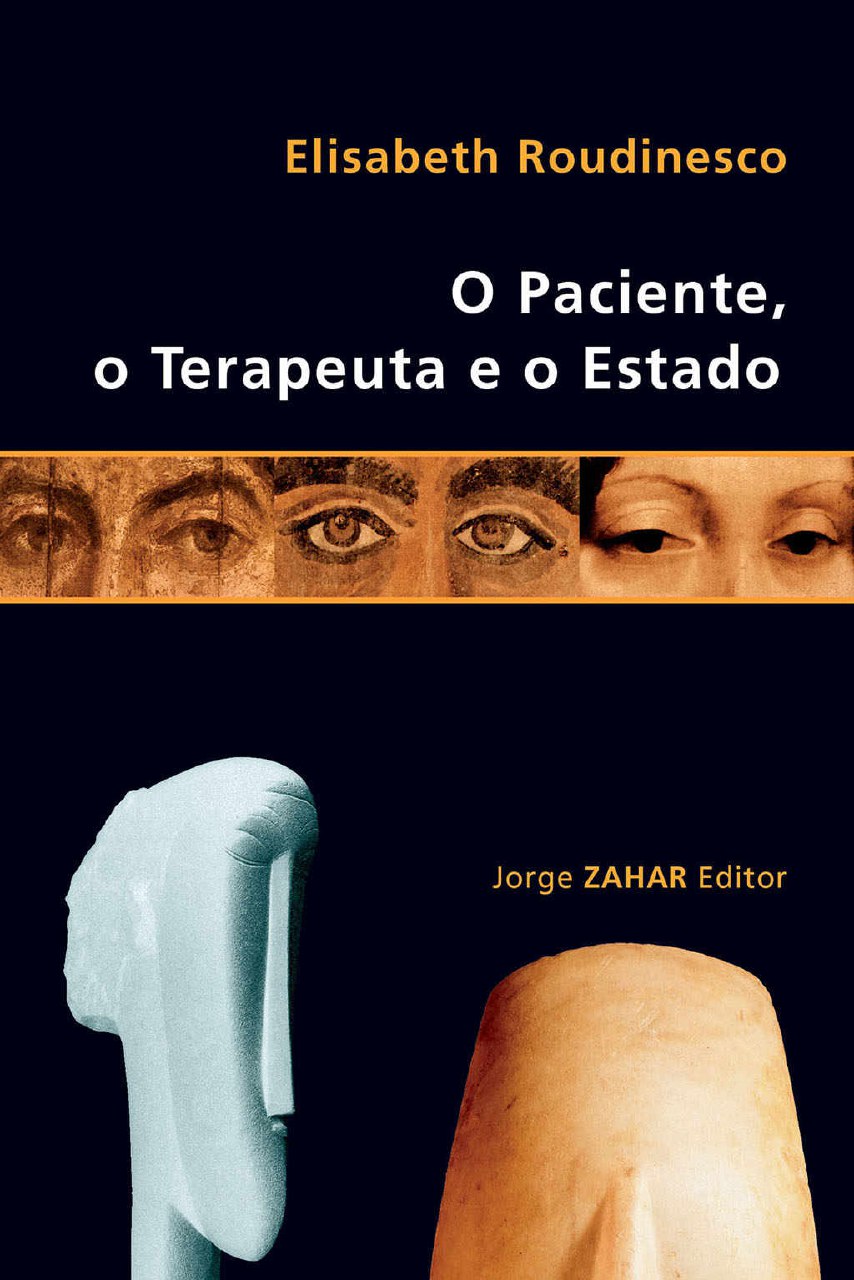 Elisabeth Roudinesco
O Paciente,
o Terapeuta e o Estado
Jorge ZAHAR Editor